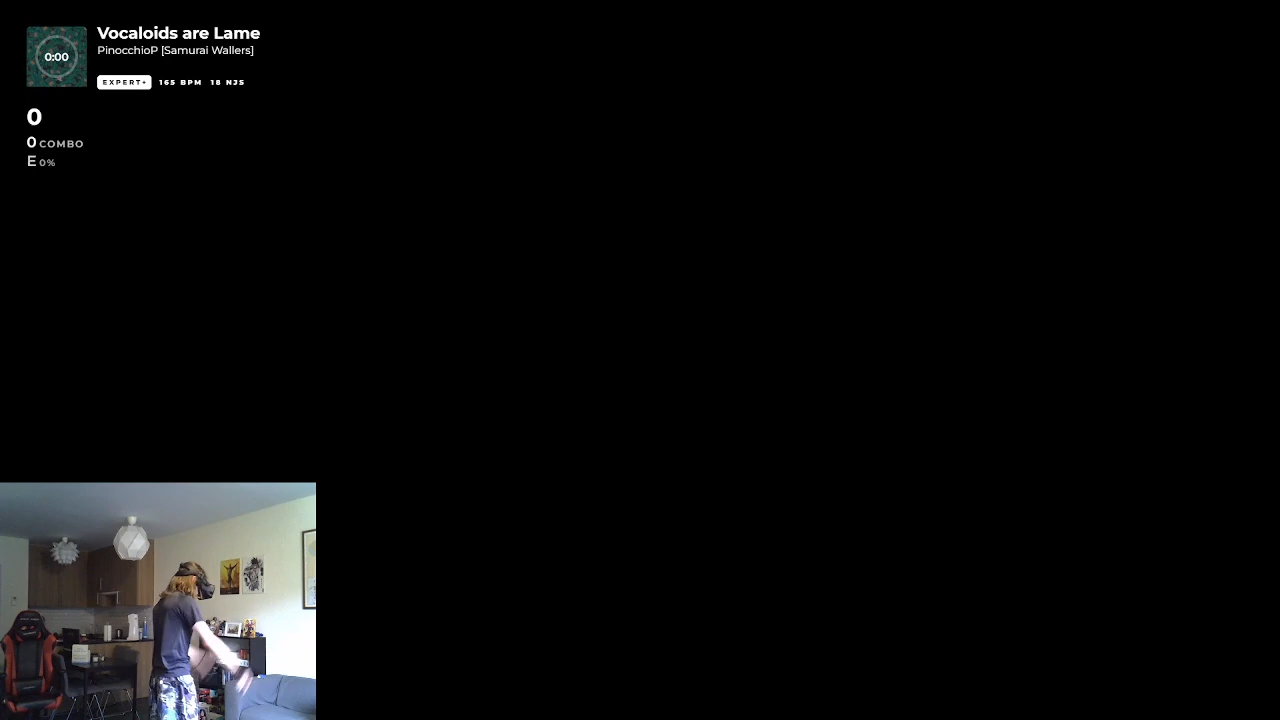 0:00
Vocaloids are Lame
PinocchioP [Samurai Wallers]
EXPERT+ 165 BPM 18 NJS
0
0 COMBO
E 0%